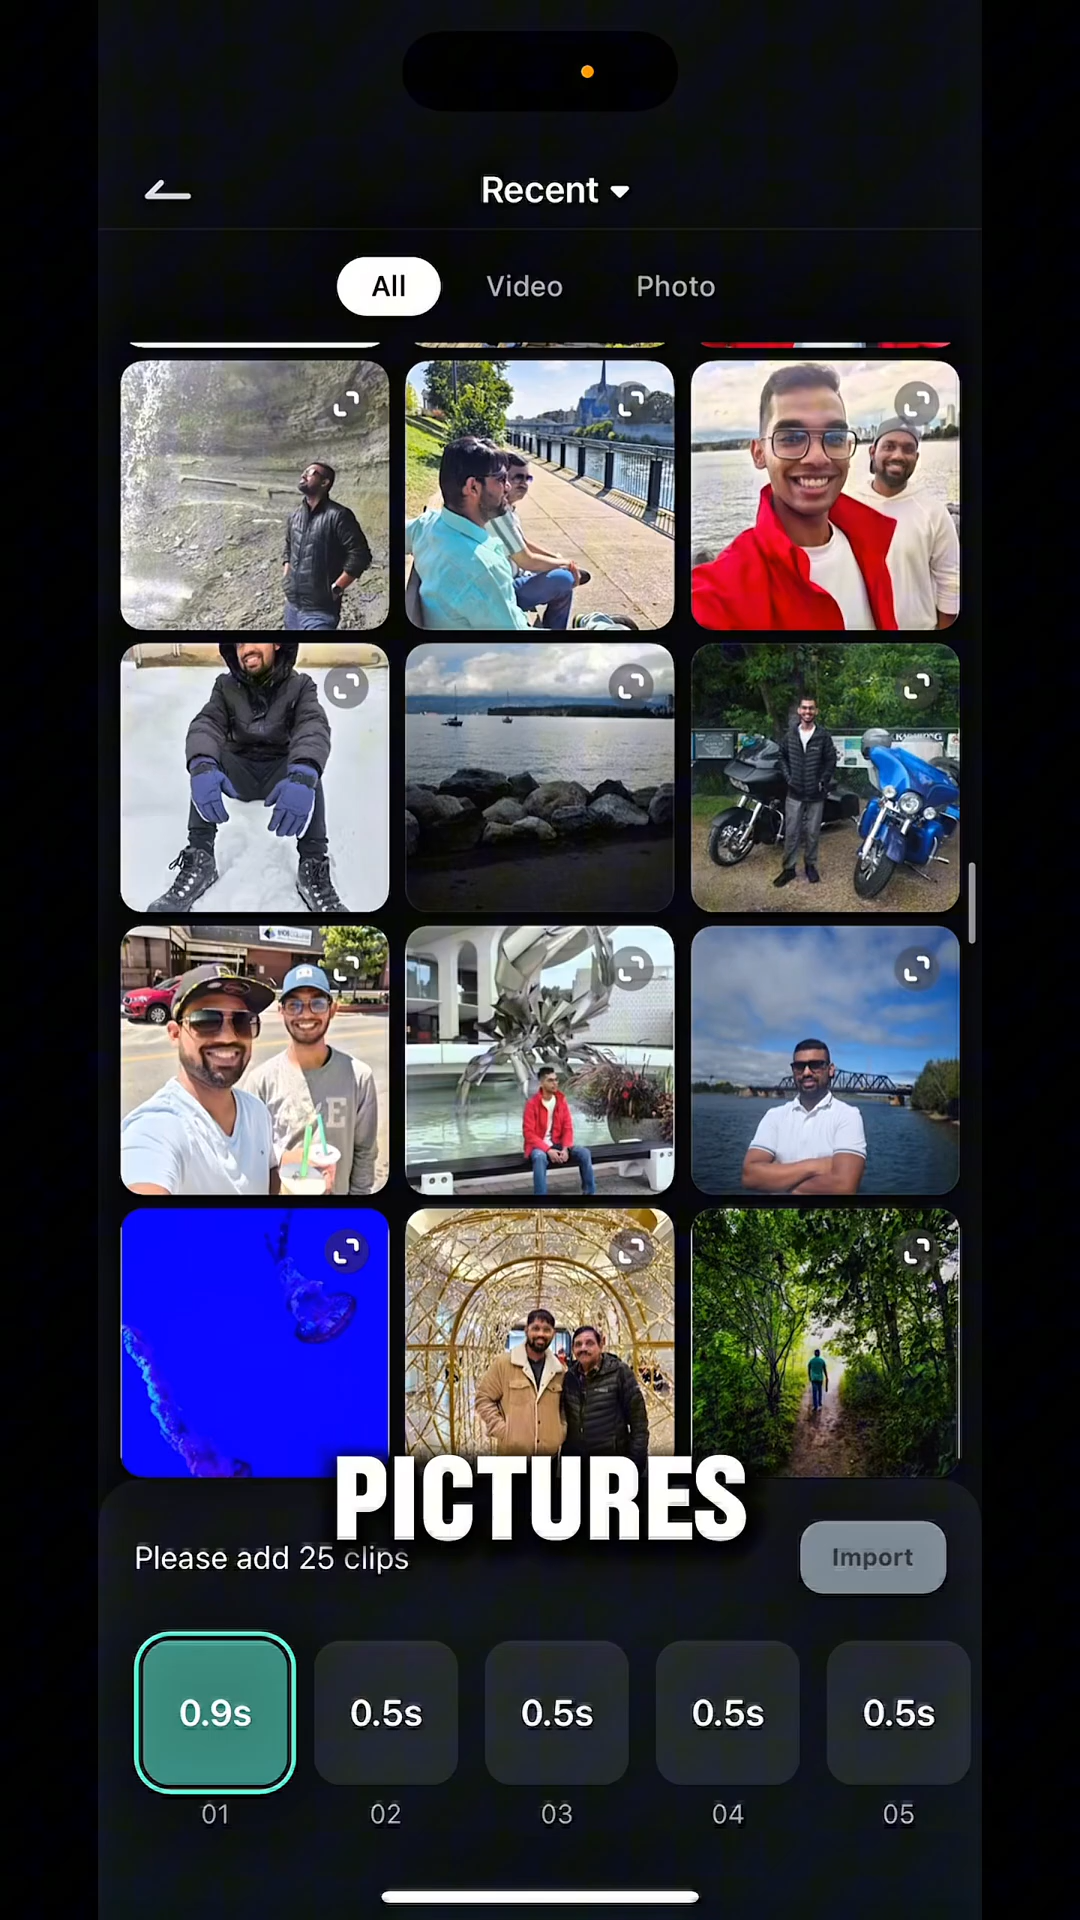 Recent
All Video Photo
PICTURES
Please add 25 clips
Import
0.9s 0.5s 0.5s 0.5s 0.5s
01 02 03 04 05